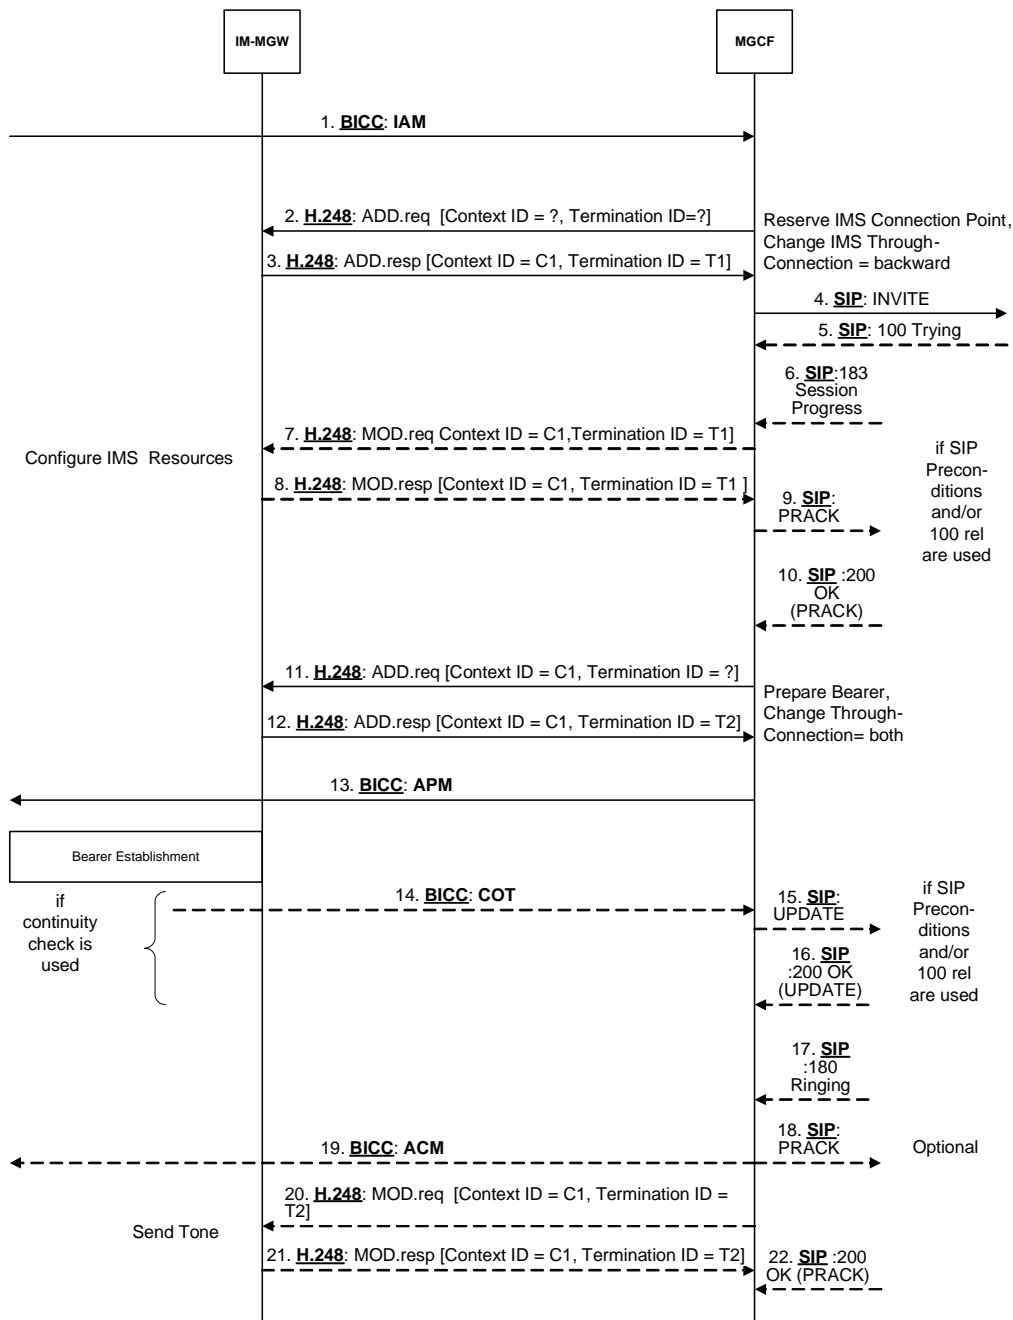 IM-MGW
MGCF
1. BICC: IAM
2. H.248: ADD.req [Context ID = ?, Termination ID=?]
Reserve IMS Connection Point,
Change IMS Through-
Connection = backward
3. H.248: ADD.resp [Context ID = C1, Termination ID = T1]
4. SIP: INVITE
5. SIP: 100 Trying
6. SIP:183
Session
Progress
7. H.248: MOD.req Context ID = C1,Termination ID = T1]
Configure IMS Resources
8. H.248: MOD.resp [Context ID = C1, Termination ID = T1 ]
9. SIP:
PRACK
if SIP
Precon-
ditions
and/or
100 rel
are used
10. SIP :200
OK
(PRACK)
11. H.248: ADD.req [Context ID = C1, Termination ID = ?]
Prepare Bearer,
Change Through-
Connection= both
12. H.248: ADD.resp [Context ID = C1, Termination ID = T2]
13. BICC: APM
Bearer Establishment
if
continuity
check is
used
14. BICC: COT
15. SIP:
UPDATE
if SIP
Precon-
ditions
and/or
100 rel
are used
16. SIP
:200 OK
(UPDATE)
17. SIP
:180
Ringing
18. SIP:
PRACK
Optional
19. BICC: ACM
20. H.248: MOD.req [Context ID = C1, Termination ID =
T2]
Send Tone
21. H.248: MOD.resp [Context ID = C1, Termination ID = T2]
22. SIP :200
OK (PRACK)